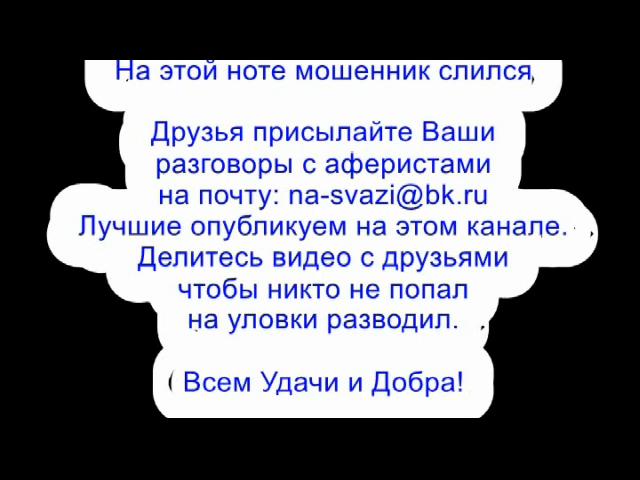 На этой ноте мошенник слился
Друзья присылайте Ваши
разговоры с аферистами
на почту: na-svazi@bk.ru
Лучшие опубликуем на этом канале.
Делитесь видео с друзьями
чтобы никто не попал
на уловки разводил.
Всем Удачи и Добра!